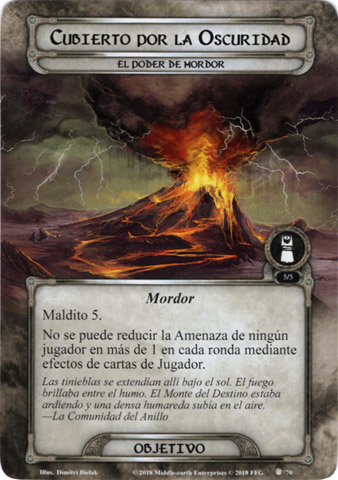 Cubierto por la Oscuridad
El poder de Mordor
5/5
Mordor
Maldito 5.
No se puede reducir la Amenaza de ningún
jugador en más de 1 en cada ronda mediante
efectos de cartas de Jugador.
Las tinieblas se extendían allí bajo el sol. El fuego
brillaba entre el humo. El Monte del Destino estaba
ardiendo y una densa humareda subía en el aire.
—La Comunidad del Anillo
Objetivo
Illus. Dimitri Bielak ©2018 Middle-earth Enterprises © 2018 FFG 70